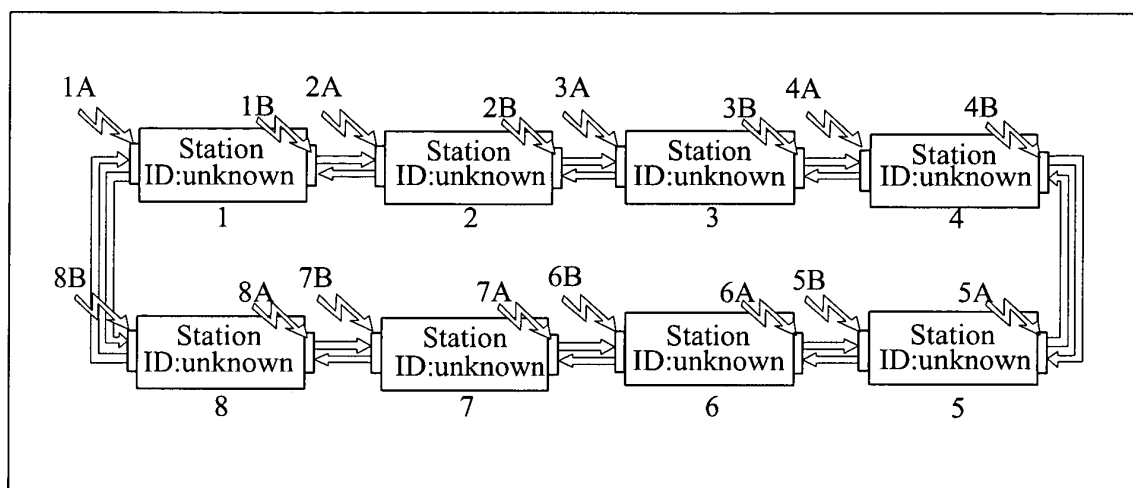 1A 1B 2A 2B 3A 3B 4A 4B
Station Station Station Station
ID:unknown ID:unknown ID:unknown ID:unknown
1 2 3 4
8B 8A 7B 7A 6B 6A 5B 5A
Station Station Station Station
ID:unknown ID:unknown ID:unknown ID:unknown
8 7 6 5